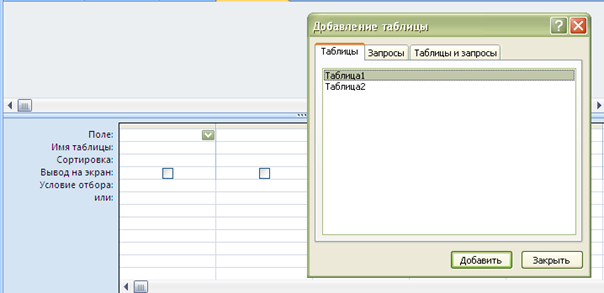 Добавление таблицы
Таблицы Запросы Таблицы и запросы
Таблица1
Таблица2
Поле:
Имя таблицы:
Сортировка:
Вывод на экран:
Условие отбора:
или:
Добавить Закрыть